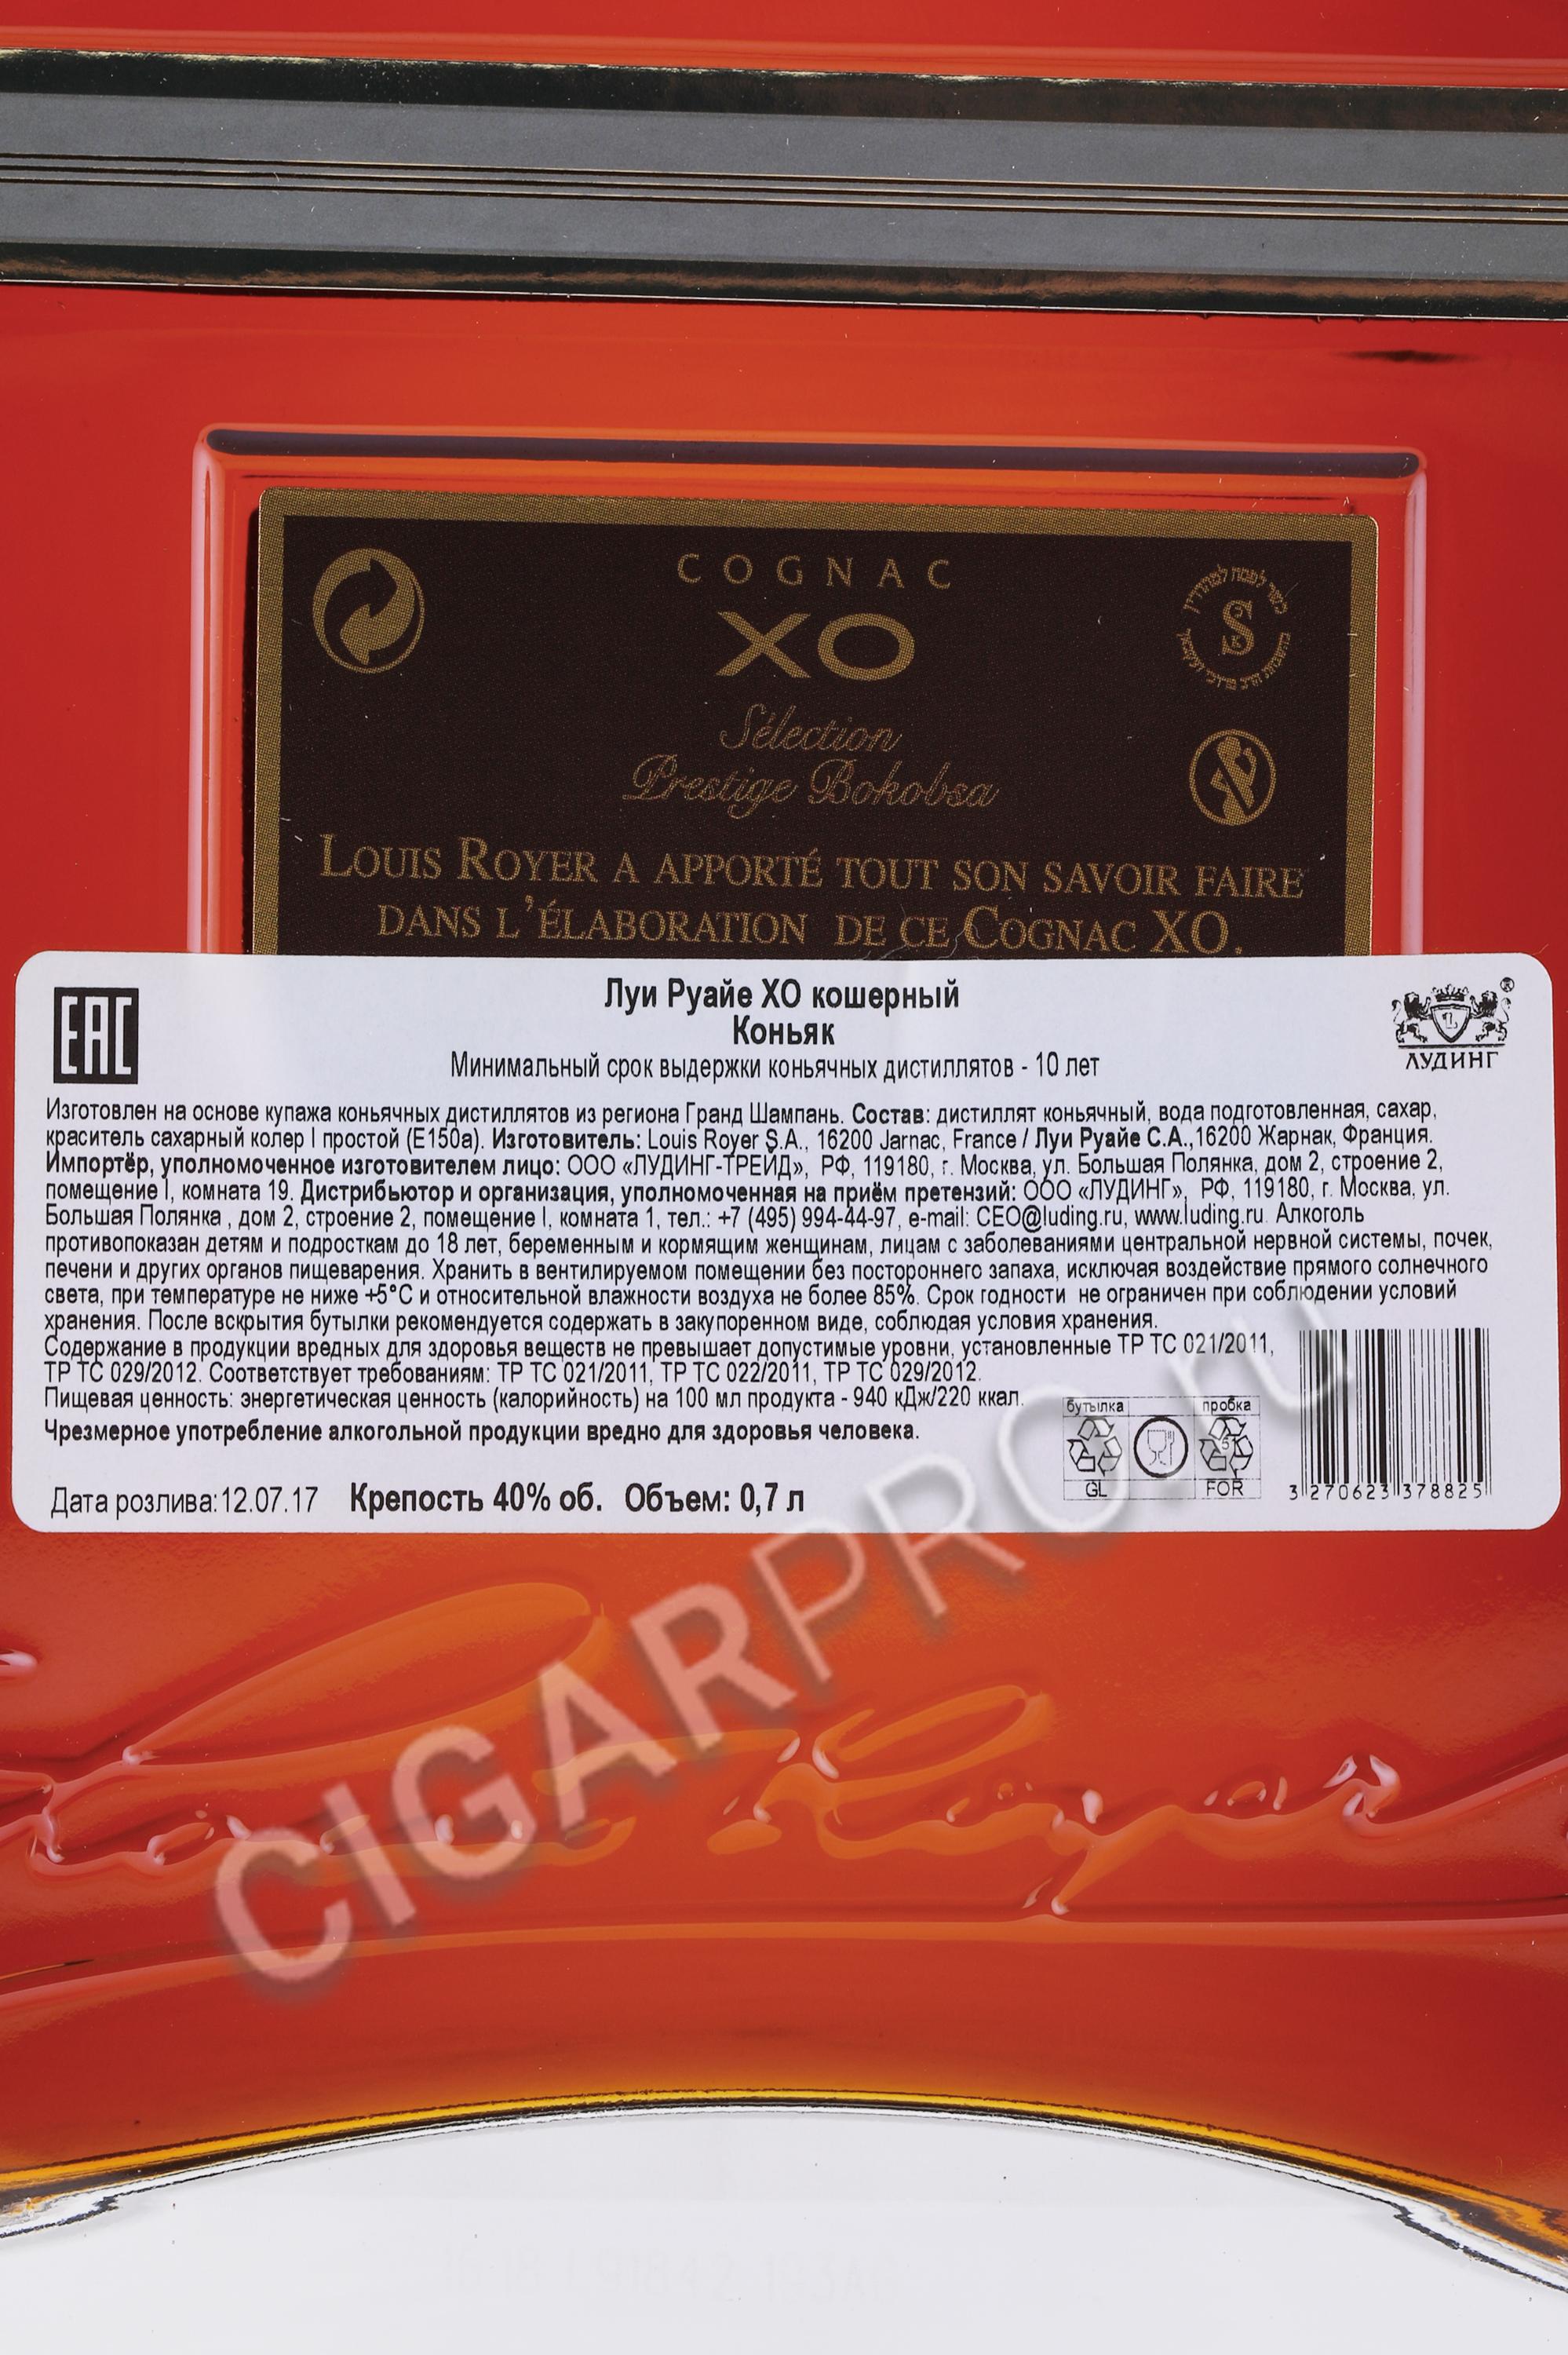 COGNAC
XO
Sélection
Prestige Bokobsa
S
K
LOUIS ROYER A APPORTÉ TOUT SON SAVOIR FAIRE
DANS L'ÉLABORATION DE CE COGNAC XO.
EAC
Луи Руайе ХО кошерный
Коньяк
Минимальный срок выдержки коньячных дистиллятов - 10 лет
®
ЛУДИНГ
Изготовлен на основе купажа коньячных дистиллятов из региона Гранд Шампань. Состав: дистиллят коньячный, вода подготовленная, сахар,
краситель сахарный колер I простой (Е150а). Изготовитель: Louis Royer S.A., 16200 Jarnac, France / Луи Руайе С.А.,16200 Жарнак, Франция.
Импортёр, уполномоченное изготовителем лицо: ООО «ЛУДИНГ-ТРЕЙД», РФ, 119180, г. Москва, ул. Большая Полянка, дом 2, строение 2,
помещение I, комната 19. Дистрибьютор и организация, уполномоченная на приём претензий: ООО «ЛУДИНГ», РФ, 119180, г. Москва, ул.
Большая Полянка , дом 2, строение 2, помещение I, комната 1, тел.: +7 (495) 994-44-97, e-mail: CEO@luding.ru, www.luding.ru. Алкоголь
противопоказан детям и подросткам до 18 лет, беременным и кормящим женщинам, лицам с заболеваниями центральной нервной системы, почек,
печени и других органов пищеварения. Хранить в вентилируемом помещении без постороннего запаха, исключая воздействие прямого солнечного
света, при температуре не ниже +5°С и относительной влажности воздуха не более 85%. Срок годности не ограничен при соблюдении условий
хранения. После вскрытия бутылки рекомендуется содержать в закупоренном виде, соблюдая условия хранения.
Содержание в продукции вредных для здоровья веществ не превышает допустимые уровни, установленные ТР ТС 021/2011,
ТР ТС 029/2012. Соответствует требованиям: ТР ТС 021/2011, ТР ТС 022/2011, ТР ТС 029/2012.
Пищевая ценность: энергетическая ценность (калорийность) на 100 мл продукта - 940 кДж/220 ккал.
Чрезмерное употребление алкогольной продукции вредно для здоровья человека.
бутылка пробка
51
GL FOR
3 270623 378825
Дата розлива:12.07.17 Крепость 40% об. Объем: 0,7 л
Louis Royer
CIGARPRO.ru